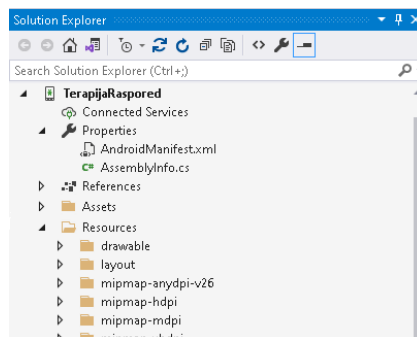 Solution Explorer
Search Solution Explorer (Ctrl+;)
TerapijaRaspored
Connected Services
Properties
AndroidManifest.xml
C# AssemblyInfo.cs
References
Assets
Resources
drawable
layout
mipmap-anydpi-v26
mipmap-hdpi
mipmap-mdpi